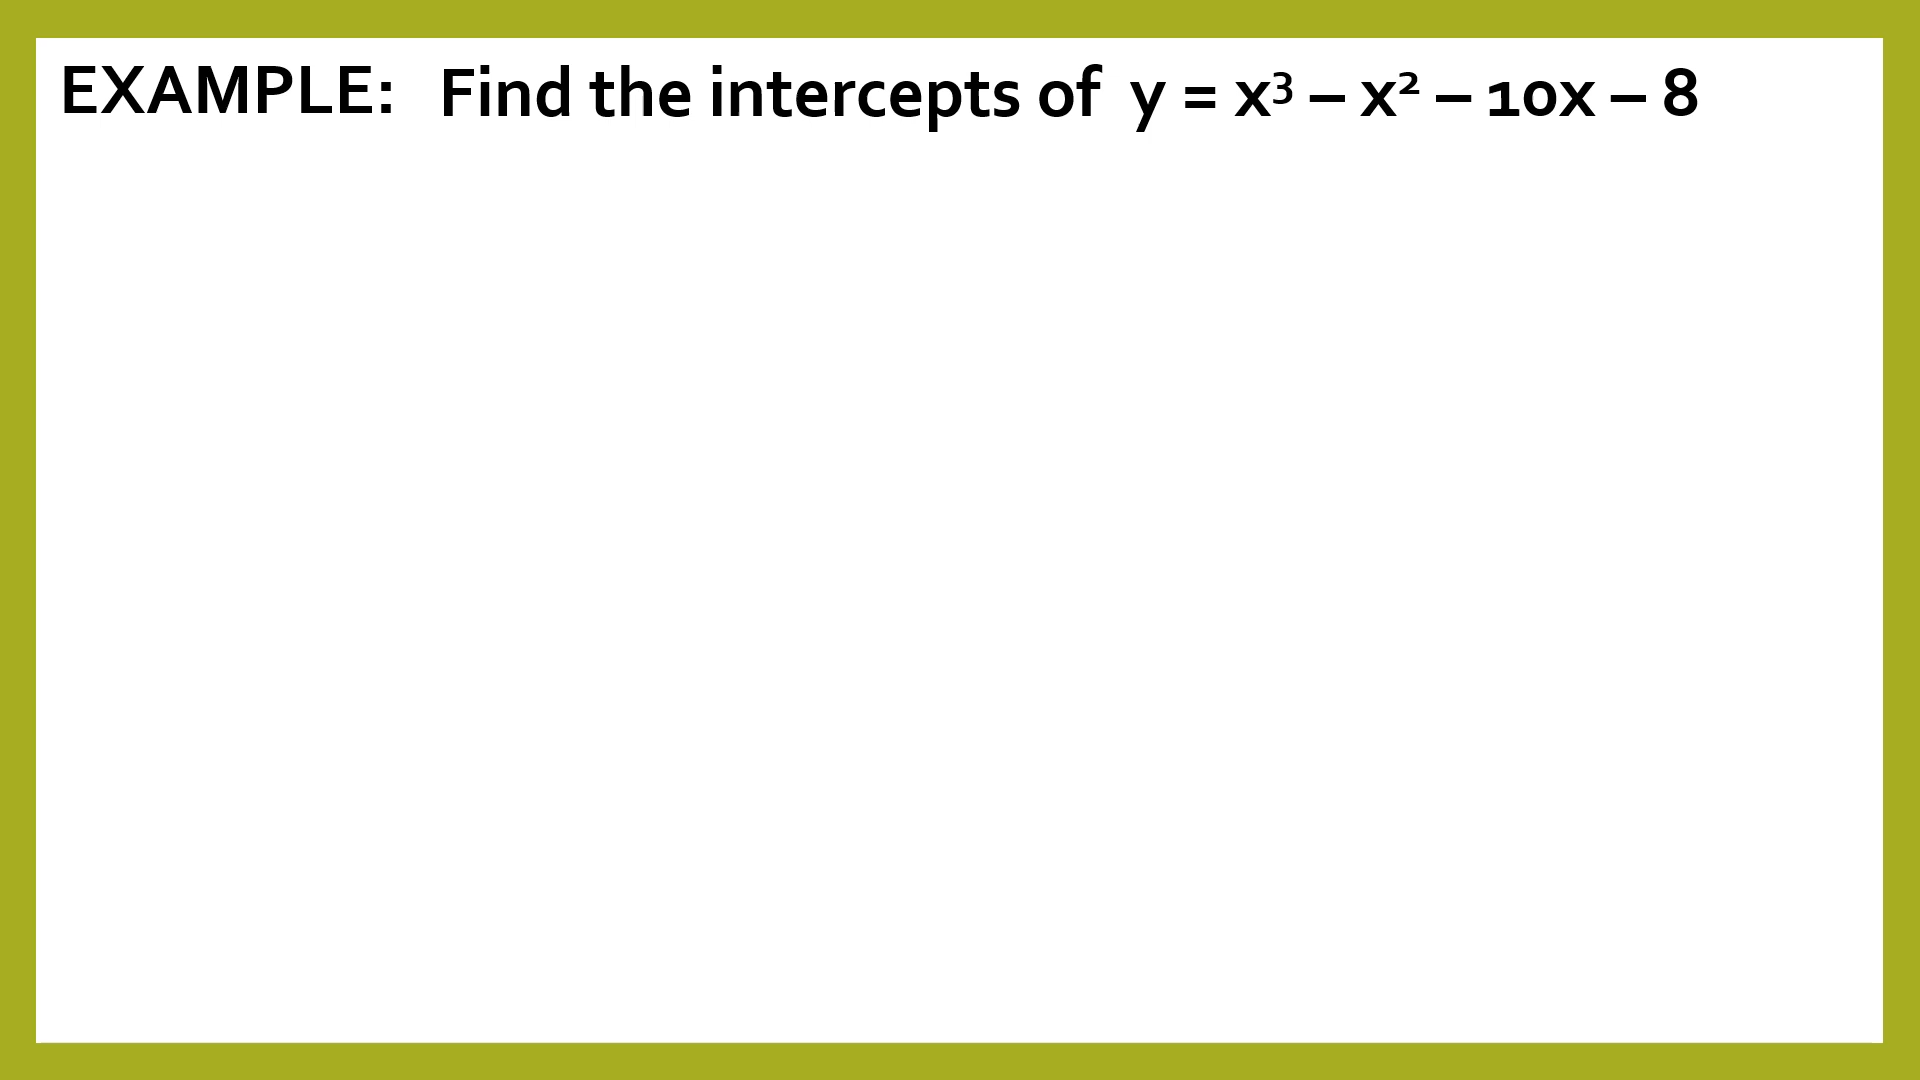 EXAMPLE: Find the intercepts of y = x³ – x² – 10x – 8